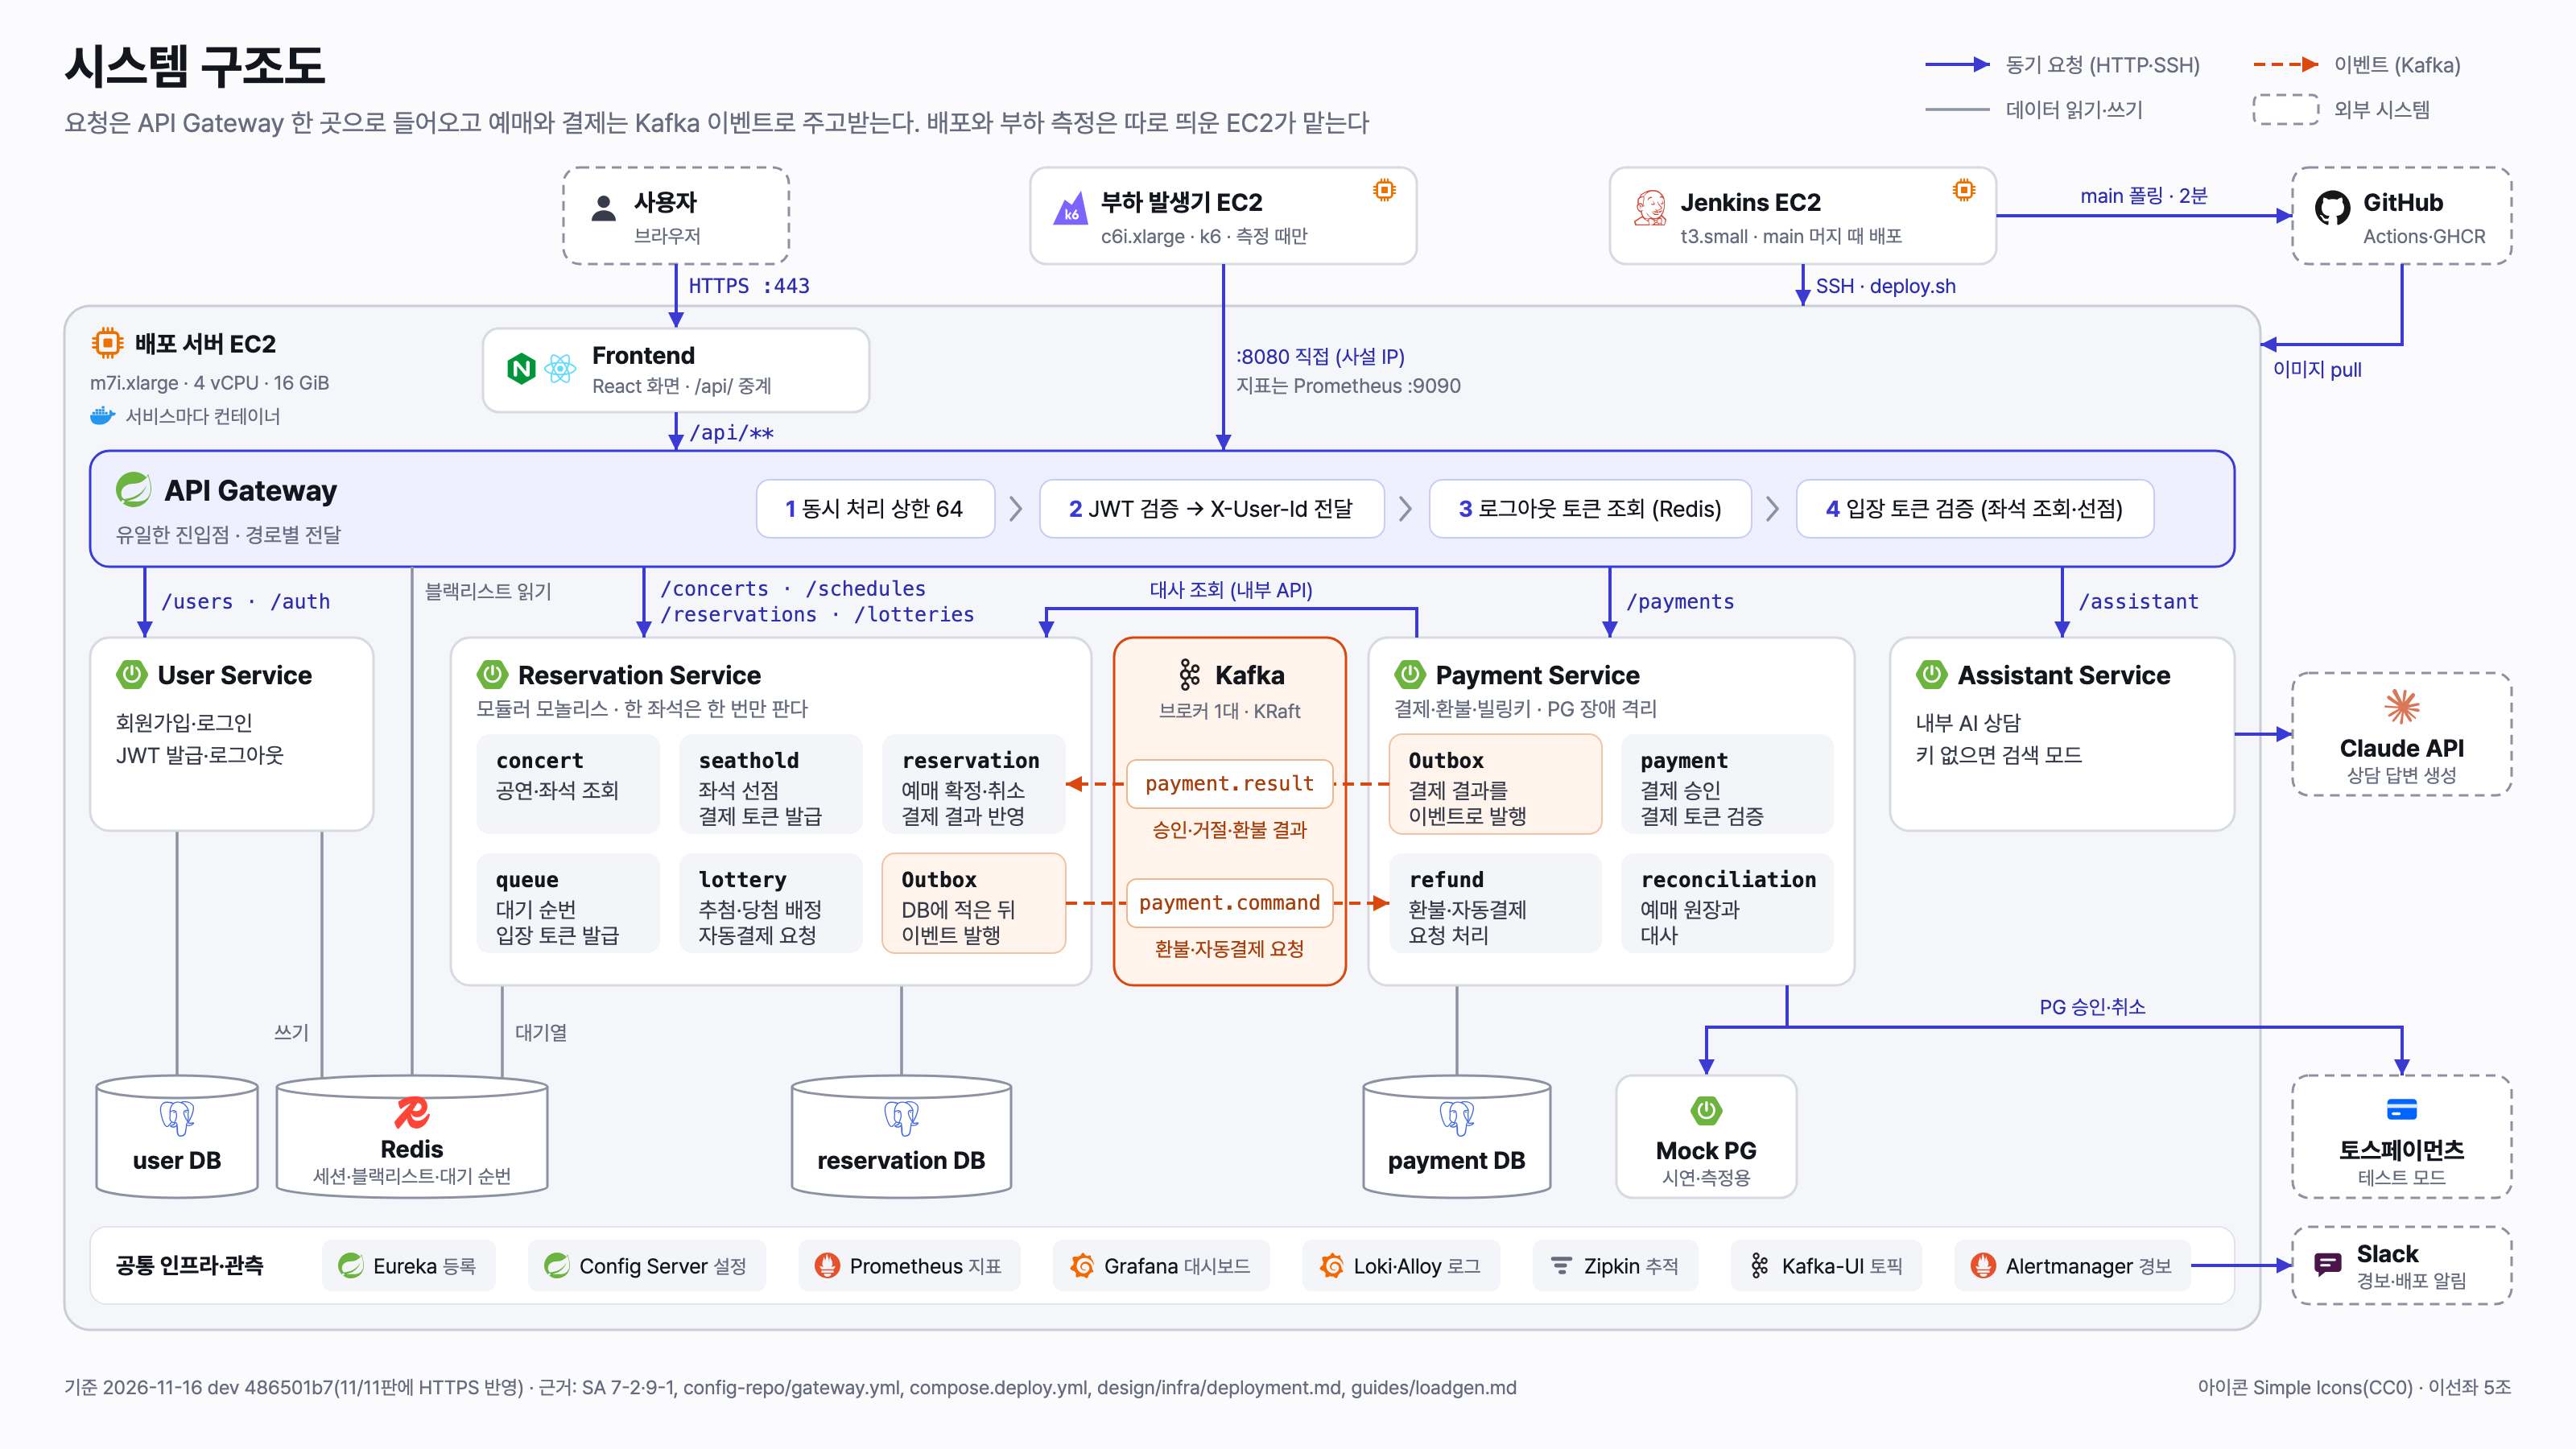 시스템 구조도
요청은 API Gateway 한 곳으로 들어오고 예매와 결제는 Kafka 이벤트로 주고받는다. 배포와 부하 측정은 따로 띄운 EC2가 맡는다
동기 요청 (HTTP·SSH)
이벤트 (Kafka)
데이터 읽기·쓰기
외부 시스템
사용자
브라우저
k6
부하 발생기 EC2
c6i.xlarge · k6 · 측정 때만
Jenkins EC2
t3.small · main 머지 때 배포
main 폴링 · 2분
GitHub
Actions·GHCR
HTTPS :443
SSH · deploy.sh
이미지 pull
배포 서버 EC2
m7i.xlarge · 4 vCPU · 16 GiB
서비스마다 컨테이너
Frontend
React 화면 · /api/ 중계
:8080 직접 (사설 IP)
지표는 Prometheus :9090
/api/**
API Gateway
유일한 진입점 · 경로별 전달
1 동시 처리 상한 64
2 JWT 검증 → X-User-Id 전달
3 로그아웃 토큰 조회 (Redis)
4 입장 토큰 검증 (좌석 조회·선점)
/users · /auth
블랙리스트 읽기
/concerts · /schedules
/reservations · /lotteries
대사 조회 (내부 API)
/payments
/assistant
User Service
회원가입·로그인
JWT 발급·로그아웃
Reservation Service
모듈러 모놀리스 · 한 좌석은 한 번만 판다
concert
공연·좌석 조회
seathold
좌석 선점
결제 토큰 발급
reservation
예매 확정·취소
결제 결과 반영
queue
대기 순번
입장 토큰 발급
lottery
추첨·당첨 배정
자동결제 요청
Outbox
DB에 적은 뒤
이벤트 발행
Kafka
브로커 1대 · KRaft
payment.result
승인·거절·환불 결과
payment.command
환불·자동결제 요청
Payment Service
결제·환불·빌링키 · PG 장애 격리
Outbox
결제 결과를
이벤트로 발행
payment
결제 승인
결제 토큰 검증
refund
환불·자동결제
요청 처리
reconciliation
예매 원장과
대사
Assistant Service
내부 AI 상담
키 없으면 검색 모드
Claude API
상담 답변 생성
쓰기
대기열
PG 승인·취소
user DB
Redis
세션·블랙리스트·대기 순번
reservation DB
payment DB
Mock PG
시연·측정용
토스페이먼츠
테스트 모드
공통 인프라·관측
Eureka 등록
Config Server 설정
Prometheus 지표
Grafana 대시보드
Loki·Alloy 로그
Zipkin 추적
Kafka-UI 토픽
Alertmanager 경보
Slack
경보·배포 알림
기준 2026-11-16 dev 486501b7(11/11판에 HTTPS 반영) · 근거: SA 7-2·9-1, config-repo/gateway.yml, compose.deploy.yml, design/infra/deployment.md, guides/loadgen.md
아이콘 Simple Icons(CC0) · 이선좌 5조